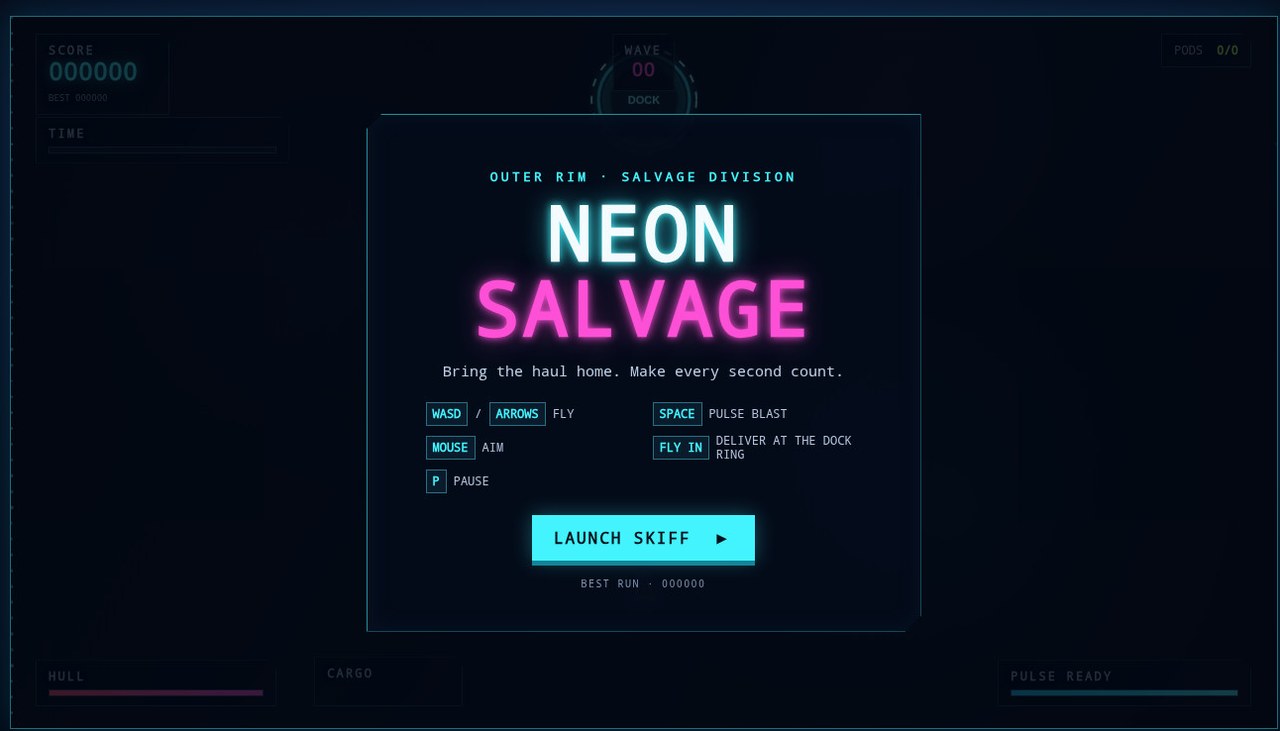 SCORE
000000
BEST 000000
TIME
WAVE
00
DOCK
PODS 0/0
OUTER RIM · SALVAGE DIVISION
NEON
SALVAGE
Bring the haul home. Make every second count.
WASD / ARROWS FLY
SPACE PULSE BLAST
MOUSE AIM
FLY IN DELIVER AT THE DOCK
RING
P PAUSE
LAUNCH SKIFF ▶
BEST RUN · 000000
HULL
CARGO
PULSE READY